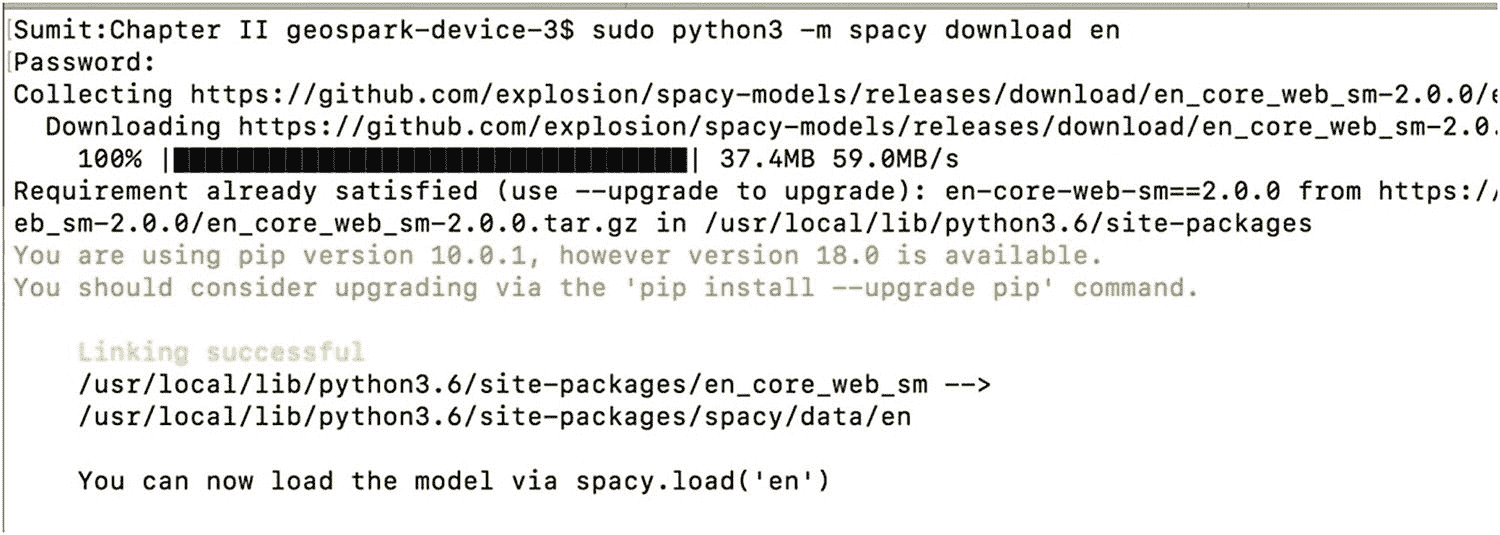 Sumit:Chapter II geospark-device-3$ sudo python3 -m spacy download en
Password:
Collecting https://github.com/explosion/spacy-models/releases/download/en_core_web_sm-2.0.0/e
Downloading https://github.com/explosion/spacy-models/releases/download/en_core_web_sm-2.0.
100% |████████████████████████████████| 37.4MB 59.0MB/s
Requirement already satisfied (use --upgrade to upgrade): en-core-web-sm==2.0.0 from https:/
eb_sm-2.0.0/en_core_web_sm-2.0.0.tar.gz in /usr/local/lib/python3.6/site-packages
You are using pip version 10.0.1, however version 18.0 is available.
You should consider upgrading via the 'pip install --upgrade pip' command.
Linking successful
/usr/local/lib/python3.6/site-packages/en_core_web_sm -->
/usr/local/lib/python3.6/site-packages/spacy/data/en
You can now load the model via spacy.load('en')